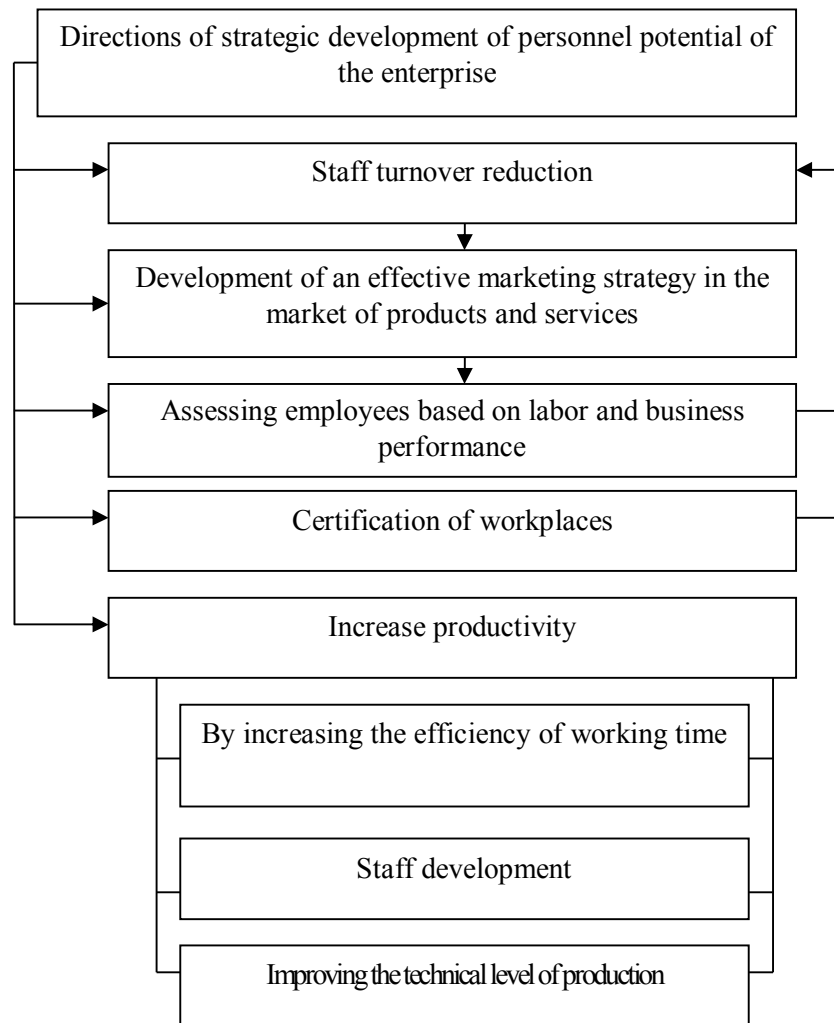 Directions of strategic development of personnel potential of
the enterprise
Staff turnover reduction
Development of an effective marketing strategy in the
market of products and services
Assessing employees based on labor and business
performance
Certification of workplaces
Increase productivity
By increasing the efficiency of working time
Staff development
Improving the technical level of production